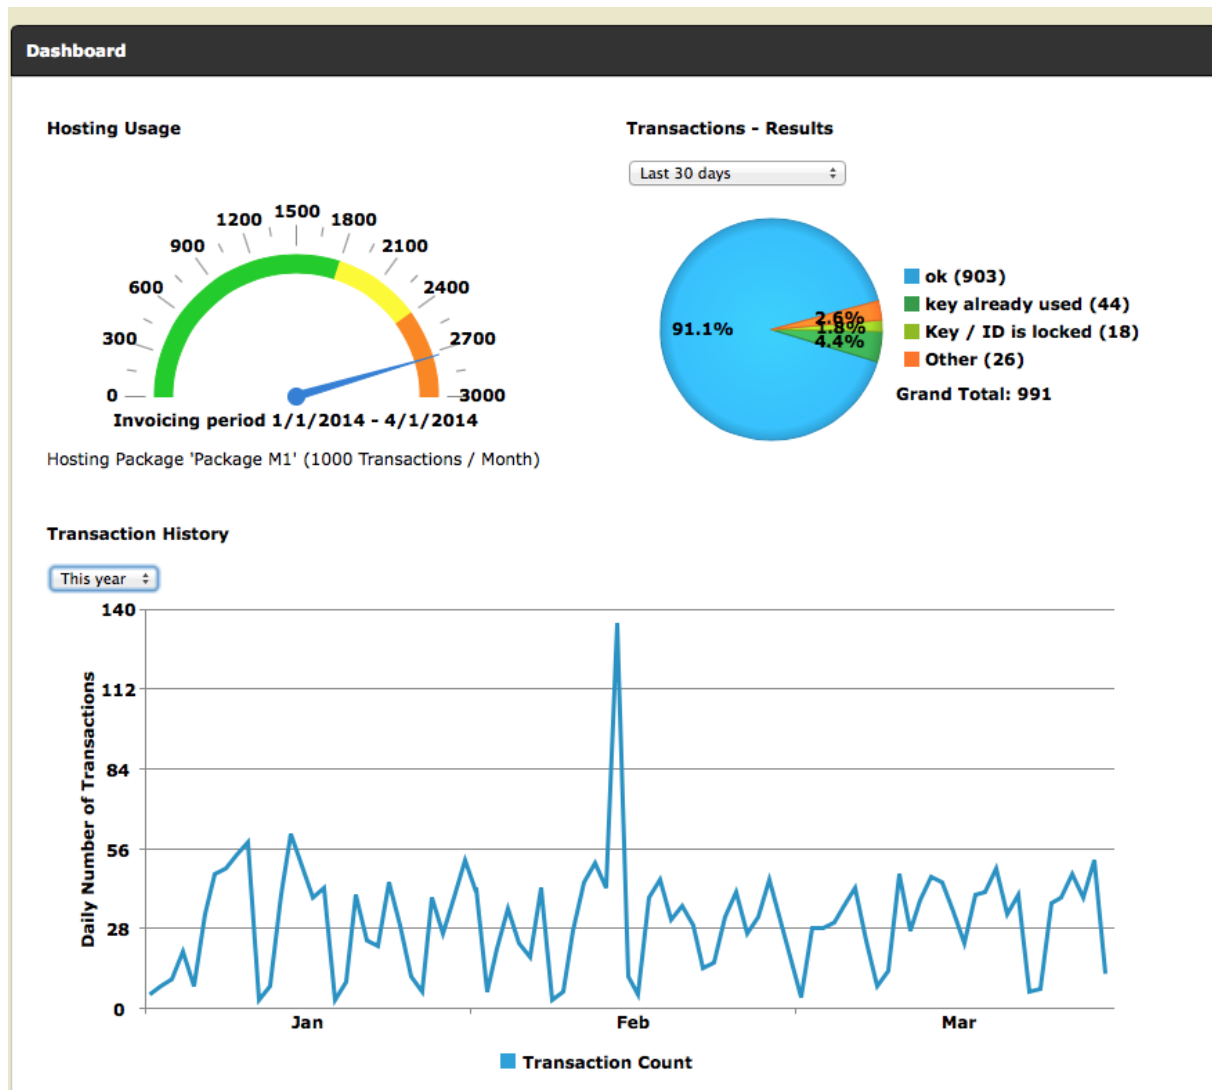 Dashboard
Hosting Usage
0
300
600
900
1200
1500
1800
2100
2400
2700
3000
Invoicing period 1/1/2014 - 4/1/2014
Hosting Package 'Package M1' (1000 Transactions / Month)
Transactions - Results
Last 30 days
91.1%
2.6%
1.8%
4.4%
ok (903)
key already used (44)
Key / ID is locked (18)
Other (26)
Grand Total: 991
Transaction History
This year
Daily Number of Transactions
140
112
84
56
28
0
Jan Feb Mar
Transaction Count